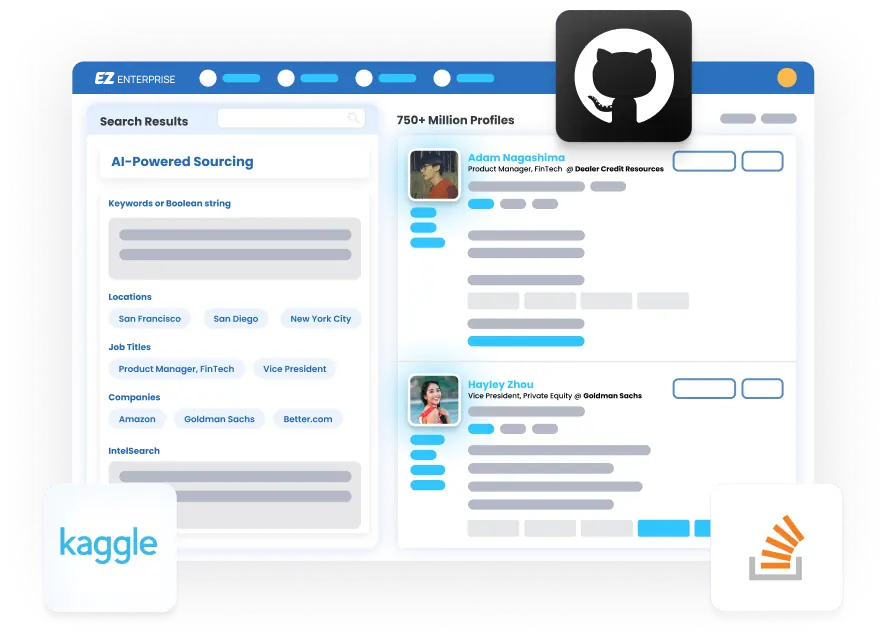 EZ ENTERPRISE
Search Results
750+ Million Profiles
AI-Powered Sourcing
Keywords or Boolean string
Locations
San Francisco
San Diego
New York City
Job Titles
Product Manager, FinTech
Vice President
Companies
Amazon
Goldman Sachs
Better.com
IntelSearch
Adam Nagashima
Product Manager, FinTech @ Dealer Credit Resources
Hayley Zhou
Vice President, Private Equity @ Goldman Sachs
kaggle